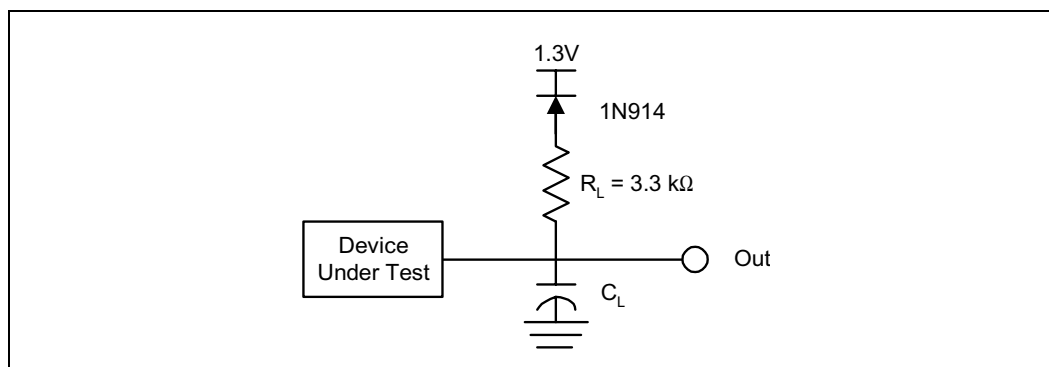 1.3V
1N914
R_L = 3.3 kΩ
Device
Under Test
Out
C_L